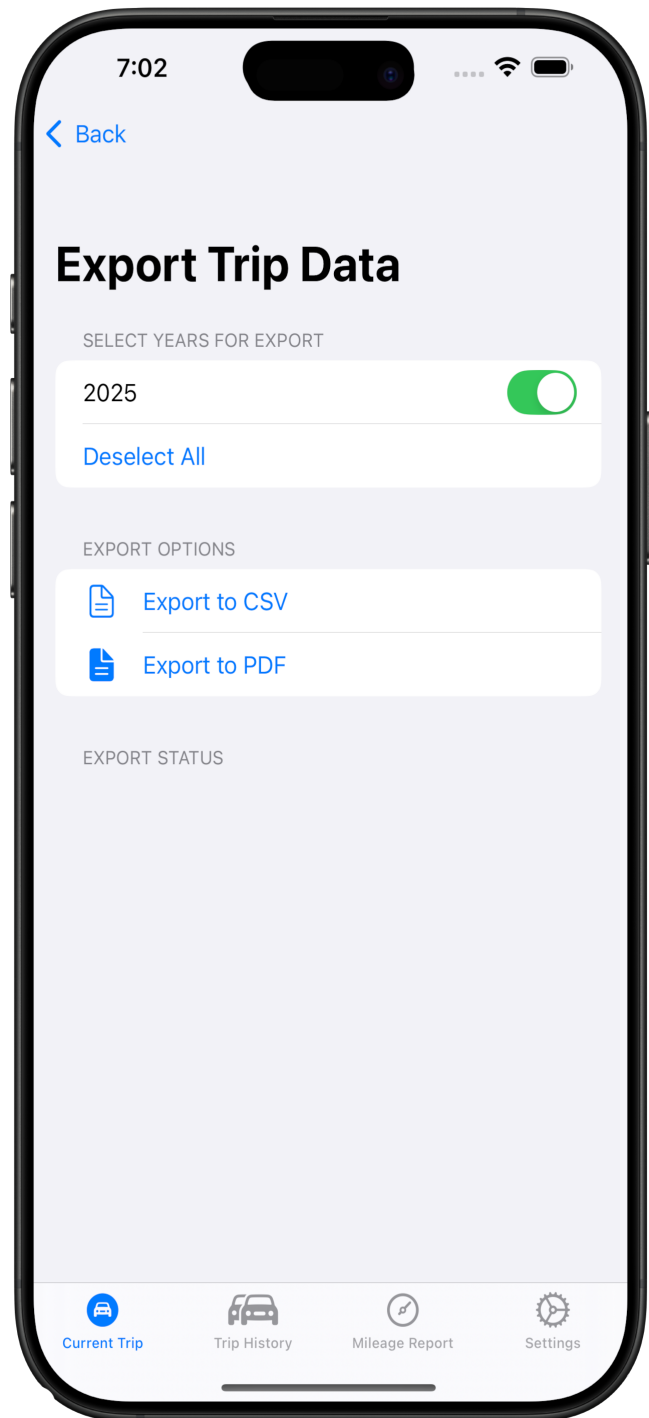 7:02
Back
Export Trip Data
SELECT YEARS FOR EXPORT
2025
Deselect All
EXPORT OPTIONS
Export to CSV
Export to PDF
EXPORT STATUS
Current Trip
Trip History
Mileage Report
Settings